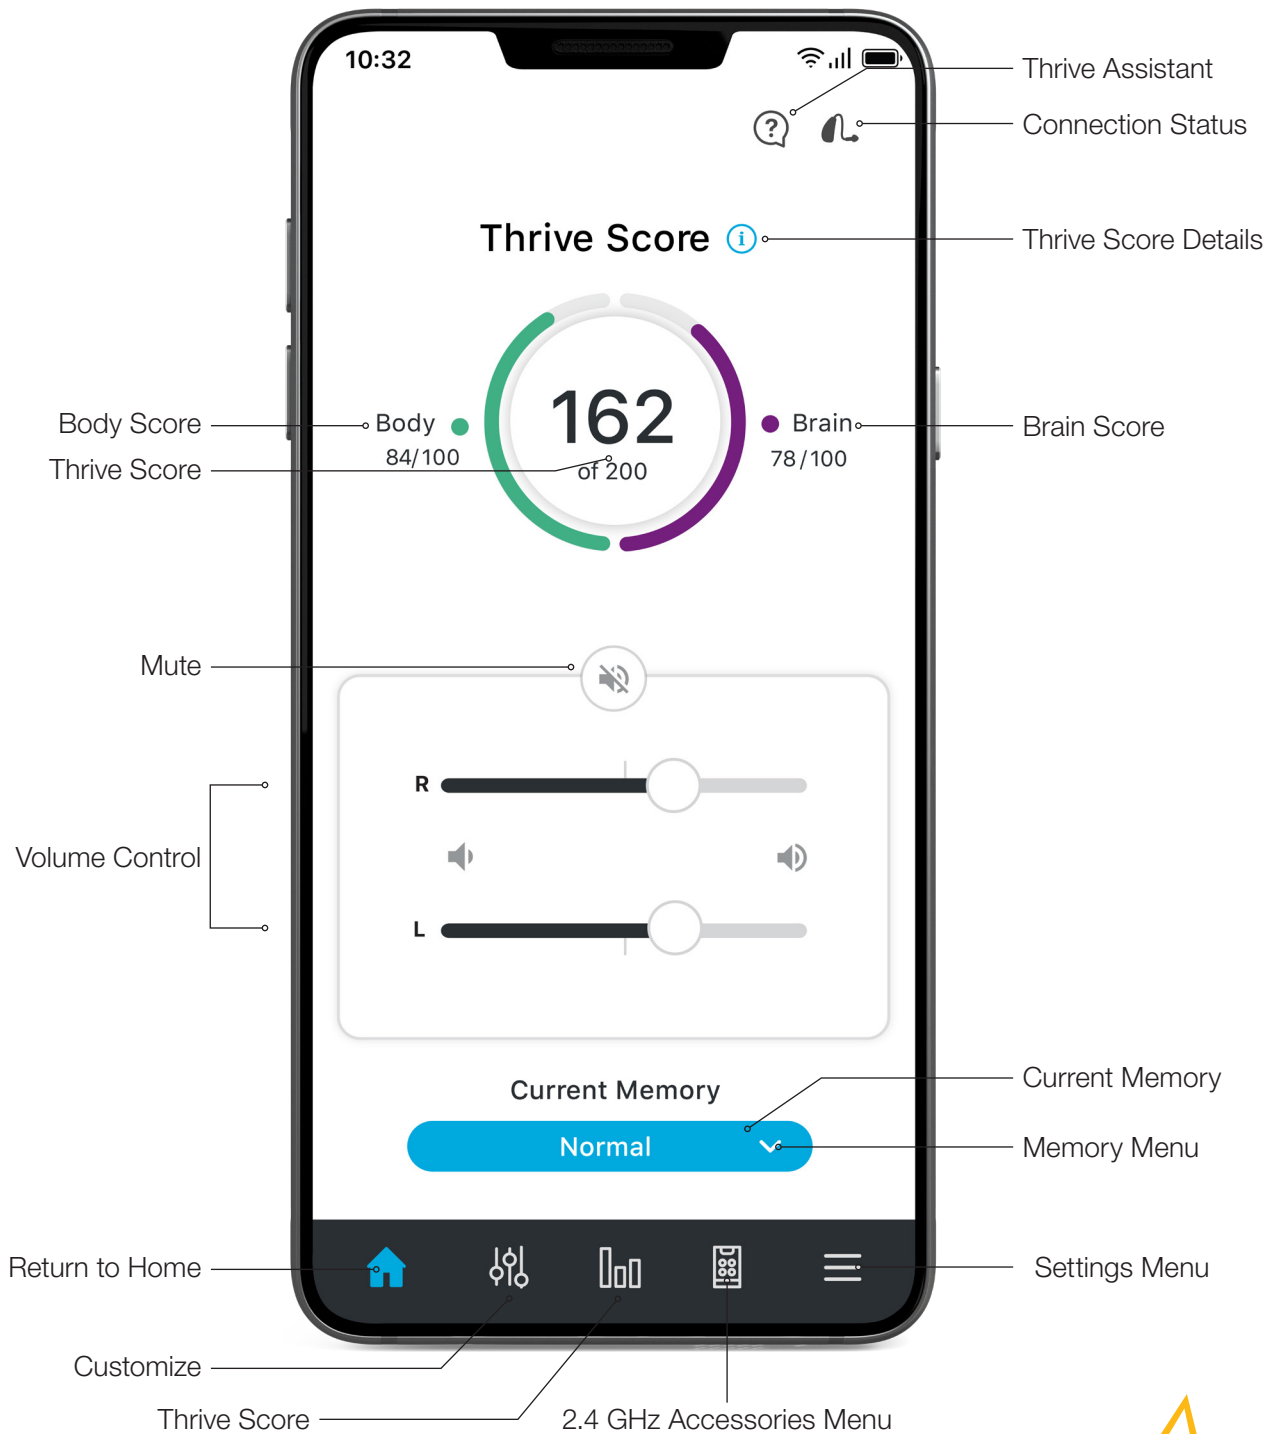 10:32
Thrive Assistant
Connection Status
Thrive Score i
Thrive Score Details
Body Score
Thrive Score
Body
84/100
162
of 200
Brain
78/100
Brain Score
Mute
R
Volume Control
L
Current Memory
Normal
Current Memory
Memory Menu
Return to Home
Settings Menu
Customize
Thrive Score
2.4 GHz Accessories Menu